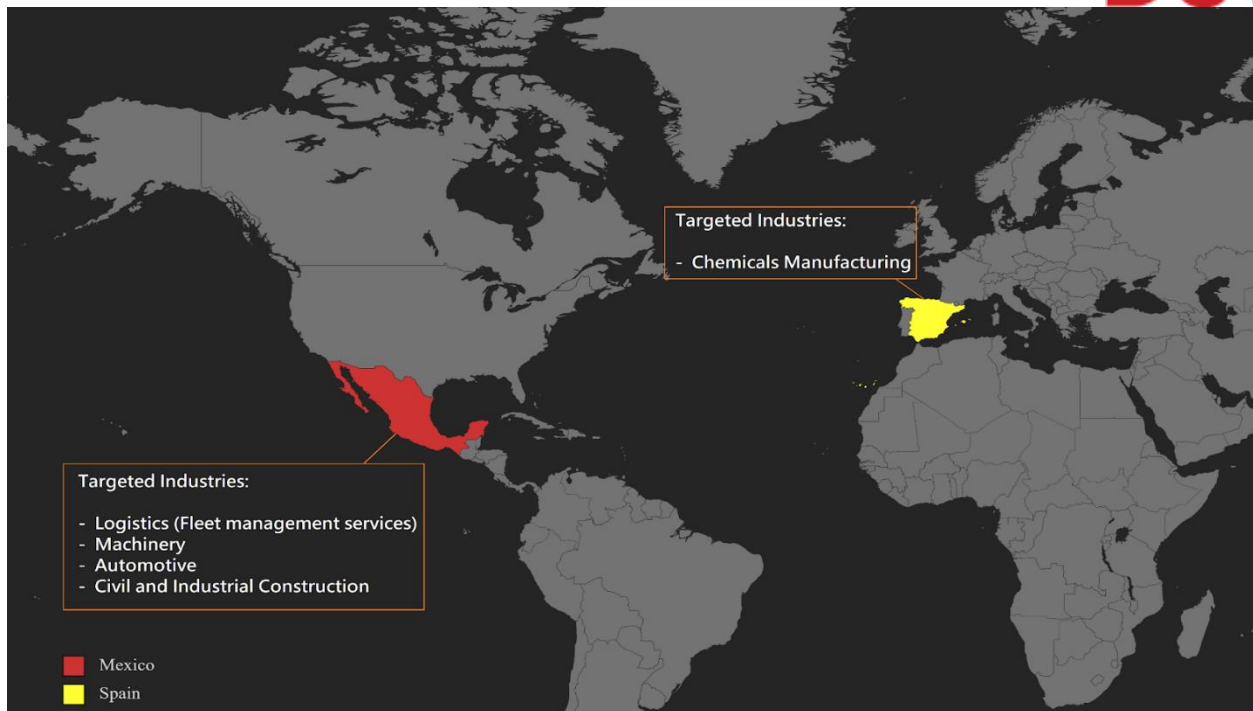 Targeted Industries:
- Chemicals Manufacturing
Targeted Industries:
- Logistics (Fleet management services)
- Machinery
- Automotive
- Civil and Industrial Construction
Mexico
Spain